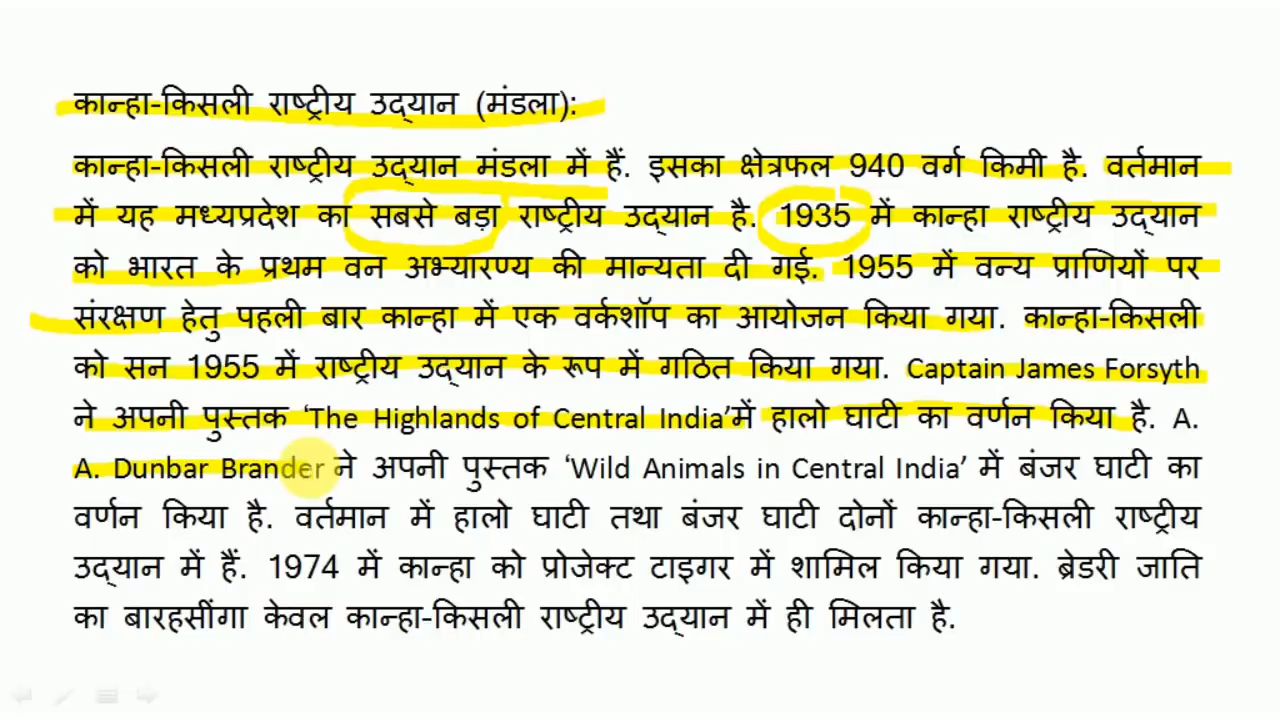 कान्हा-किसली राष्ट्रीय उद्यान (मंडला):
कान्हा-किसली राष्ट्रीय उद्यान मंडला में हैं. इसका क्षेत्रफल 940 वर्ग किमी है. वर्तमान
में यह मध्यप्रदेश का सबसे बड़ा राष्ट्रीय उद्यान है. 1935 में कान्हा राष्ट्रीय उद्यान
को भारत के प्रथम वन अभ्यारण्य की मान्यता दी गई. 1955 में वन्य प्राणियों पर
संरक्षण हेतु पहली बार कान्हा में एक वर्कशॉप का आयोजन किया गया. कान्हा-किसली
को सन 1955 में राष्ट्रीय उद्यान के रूप में गठित किया गया. Captain James Forsyth
ने अपनी पुस्तक ‘The Highlands of Central India’में हालो घाटी का वर्णन किया है. A.
A. Dunbar Brander ने अपनी पुस्तक ‘Wild Animals in Central India’ में बंजर घाटी का
वर्णन किया है. वर्तमान में हालो घाटी तथा बंजर घाटी दोनों कान्हा-किसली राष्ट्रीय
उद्यान में हैं. 1974 में कान्हा को प्रोजेक्ट टाइगर में शामिल किया गया. ब्रेडरी जाति
का बारहसींगा केवल कान्हा-किसली राष्ट्रीय उद्यान में ही मिलता है.